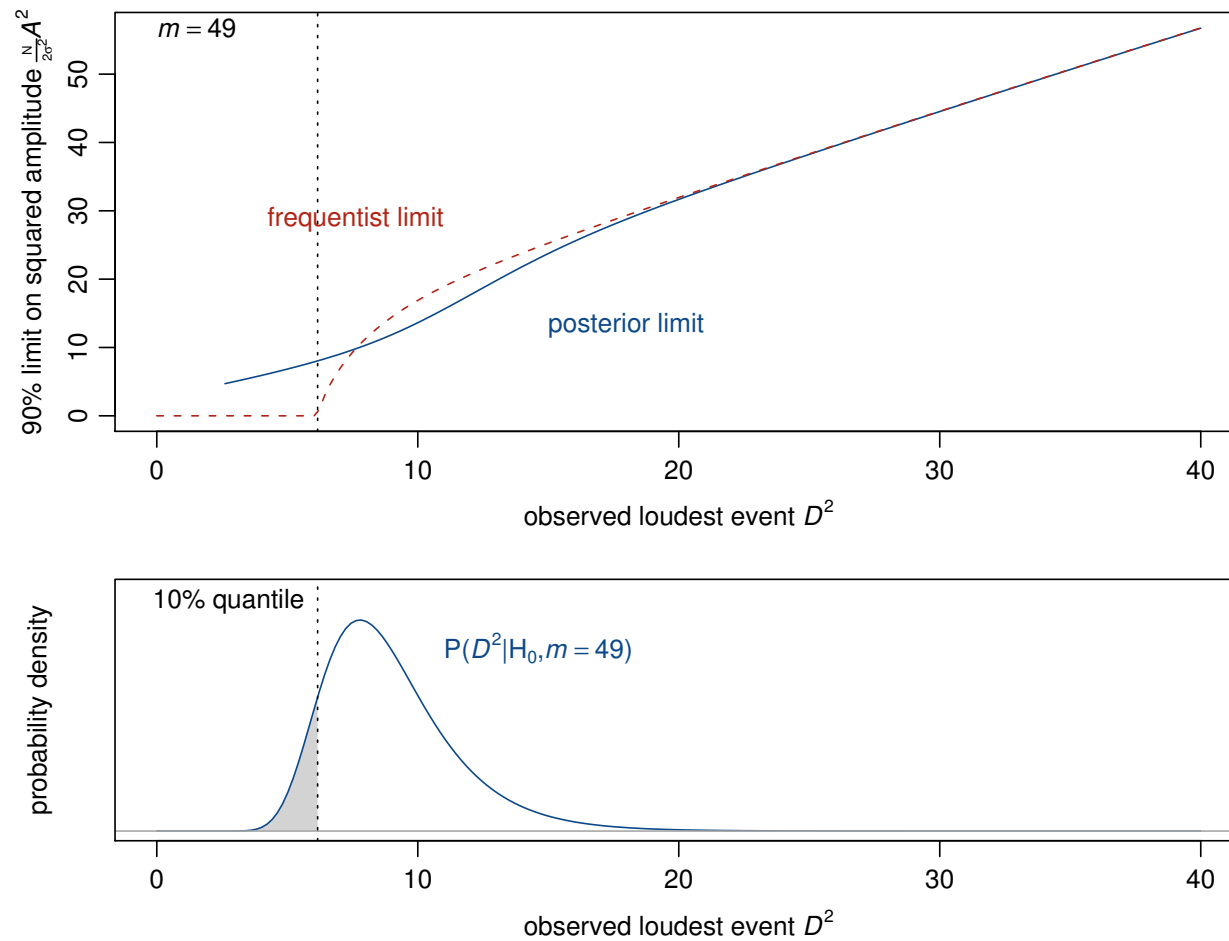 90% limit on squared amplitude N/2σ² A²
m = 49
frequentist limit
posterior limit
50
40
30
20
10
0
0 10 20 30 40
observed loudest event D²
probability density
10% quantile
P(D²|H₀,m = 49)
0 10 20 30 40
observed loudest event D²